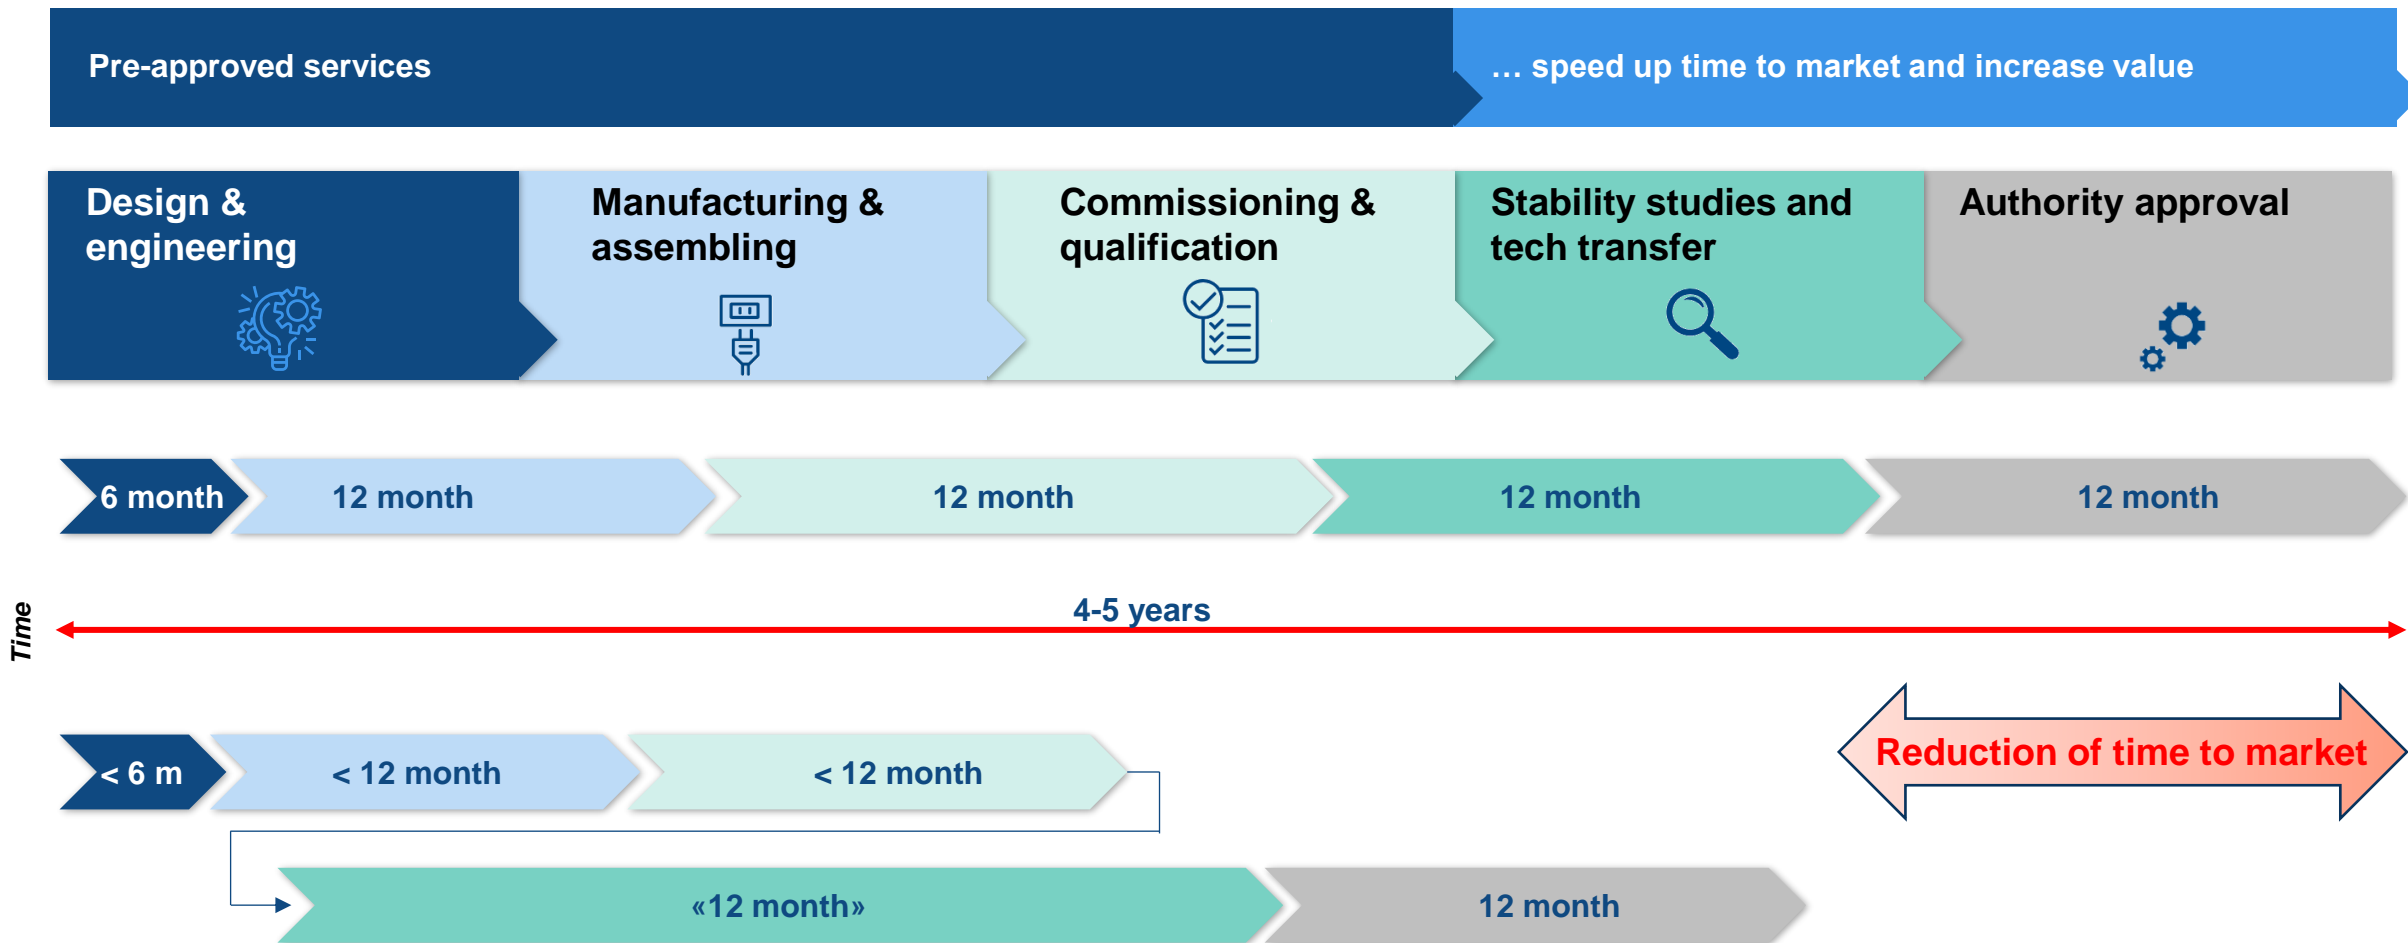 Pre-approved services
… speed up time to market and increase value
Design &
engineering
Manufacturing &
assembling
Commissioning &
qualification
Stability studies and
tech transfer
Authority approval
6 month
12 month
12 month
12 month
12 month
Time
4-5 years
Reduction of time to market
< 6 m
< 12 month
< 12 month
«12 month»
12 month